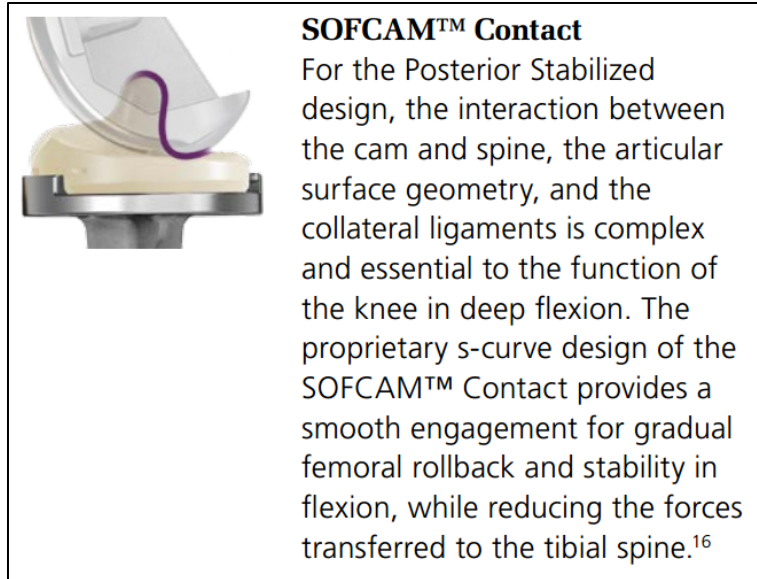 SOFCAM™ Contact
For the Posterior Stabilized
design, the interaction between
the cam and spine, the articular
surface geometry, and the
collateral ligaments is complex
and essential to the function of
the knee in deep flexion. The
proprietary s-curve design of the
SOFCAM™ Contact provides a
smooth engagement for gradual
femoral rollback and stability in
flexion, while reducing the forces
transferred to the tibial spine.¹⁶